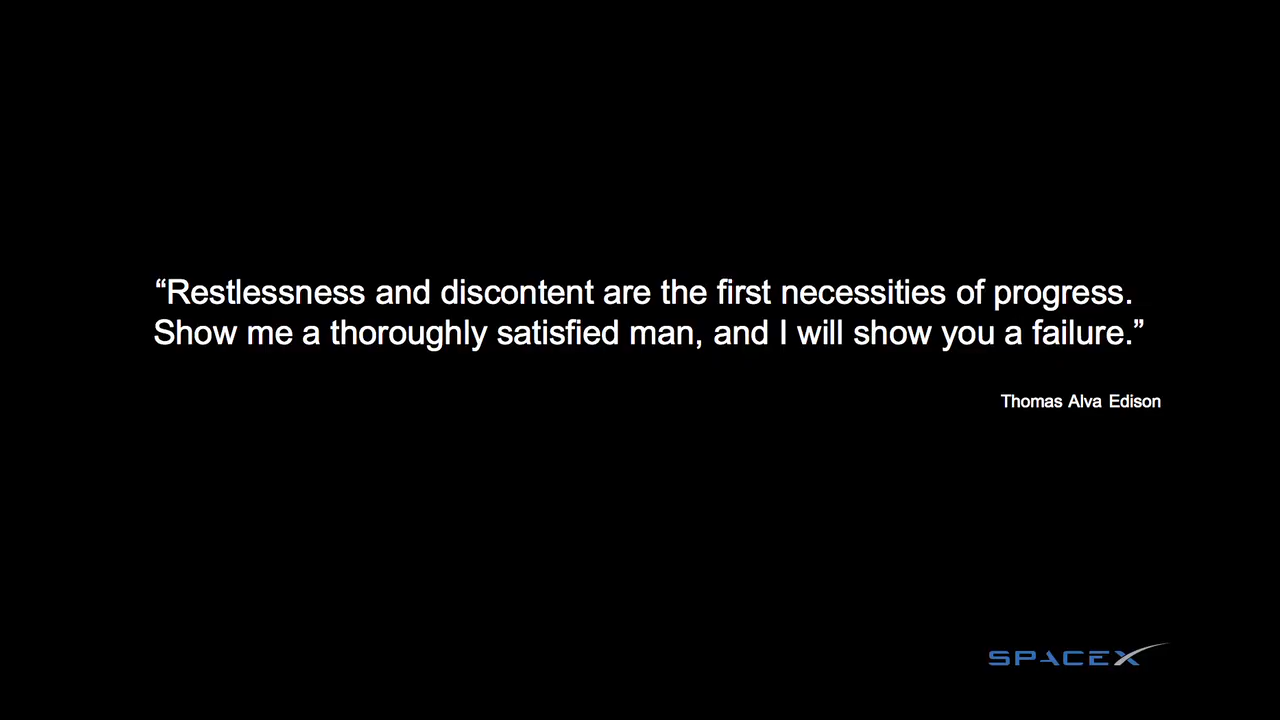 “Restlessness and discontent are the first necessities of progress.
Show me a thoroughly satisfied man, and I will show you a failure.”
Thomas Alva Edison
SPACEX